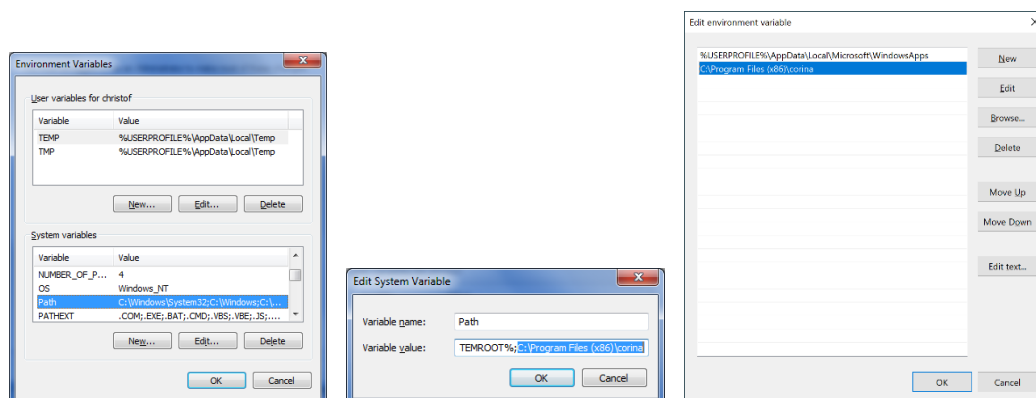 Environment Variables
User variables for christof
Variable Value
TEMP %USERPROFILE%\AppData\Local\Temp
TMP %USERPROFILE%\AppData\Local\Temp
New... Edit... Delete
System variables
Variable Value
NUMBER_OF_P... 4
OS Windows_NT
Path C:\Windows\System32;C:\Windows;C:\...
PATHEXT .COM;.EXE;.BAT;.CMD;.VBS;.VBE;.JS;....
New... Edit... Delete
OK Cancel
Edit System Variable
Variable name: Path
Variable value: TEMROOT%;C:\Program Files (x86)\corina
OK Cancel
Edit environment variable
%USERPROFILE%\AppData\Local\Microsoft\WindowsApps
C:\Program Files (x86)\corina
New
Edit
Browse...
Delete
Move Up
Move Down
Edit text...
OK Cancel